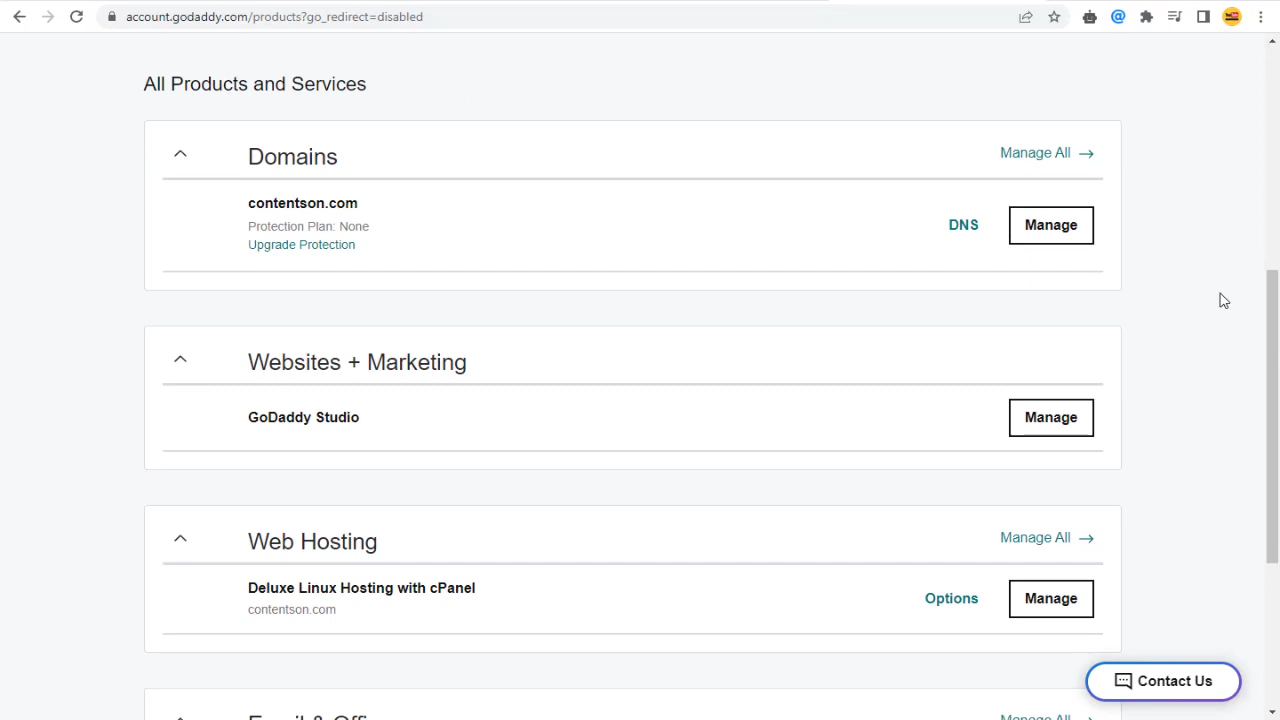 account.godaddy.com/products?go_redirect=disabled
All Products and Services
Domains
Manage All →
contentson.com
Protection Plan: None
Upgrade Protection
DNS
Manage
Websites + Marketing
GoDaddy Studio
Manage
Web Hosting
Manage All →
Deluxe Linux Hosting with cPanel
contentson.com
Options
Manage
Contact Us
Manage All